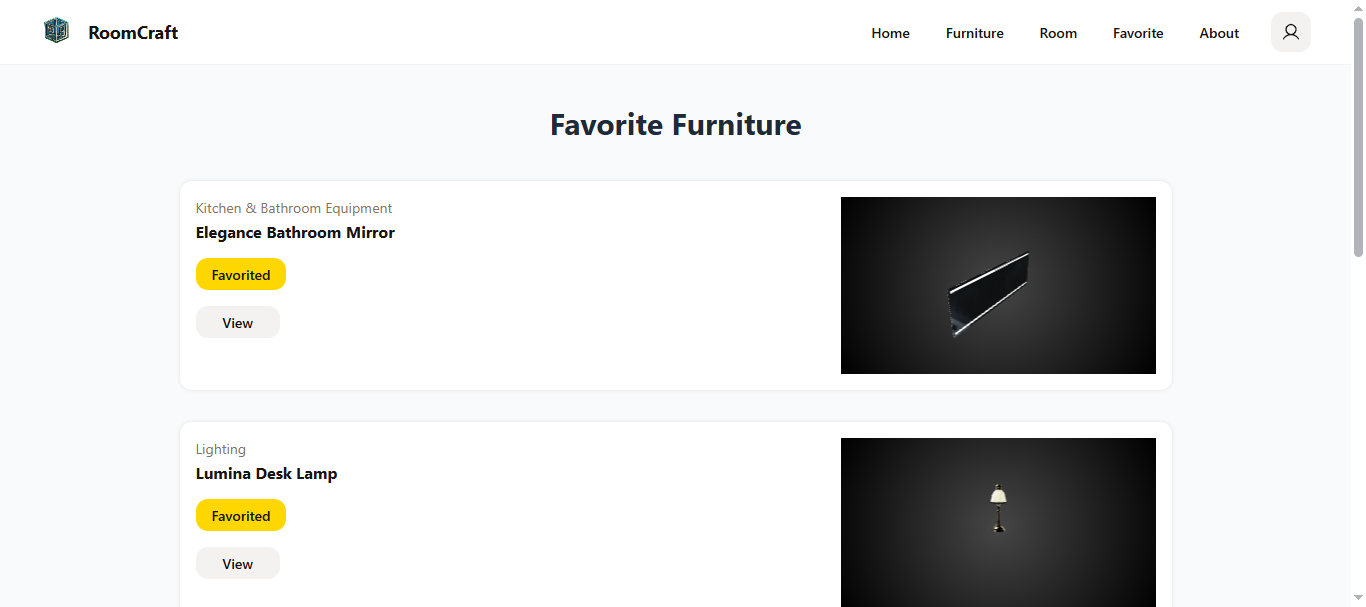 RoomCraft
Home Furniture Room Favorite About
Favorite Furniture
Kitchen & Bathroom Equipment
Elegance Bathroom Mirror
Favorited
View
Lighting
Lumina Desk Lamp
Favorited
View